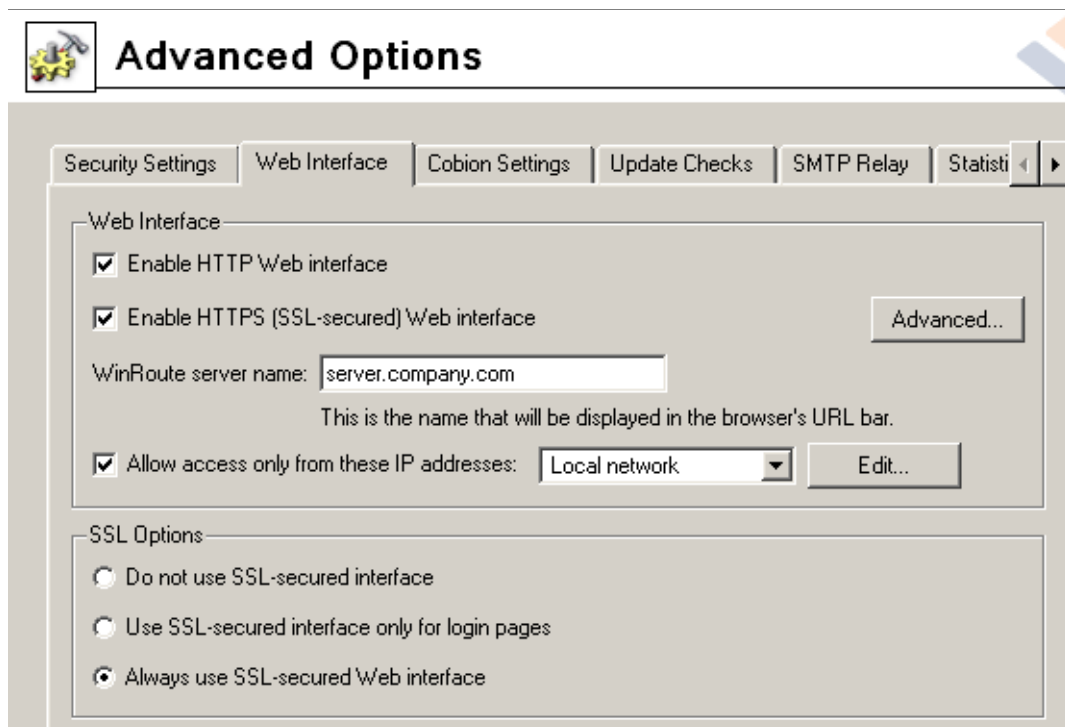 Advanced Options
Security Settings Web Interface Cobion Settings Update Checks SMTP Relay Statisti
Web Interface
Enable HTTP Web interface
Enable HTTPS (SSL-secured) Web interface Advanced...
WinRoute server name: server.company.com
This is the name that will be displayed in the browser's URL bar.
Allow access only from these IP addresses: Local network Edit...
SSL Options
Do not use SSL-secured interface
Use SSL-secured interface only for login pages
Always use SSL-secured Web interface